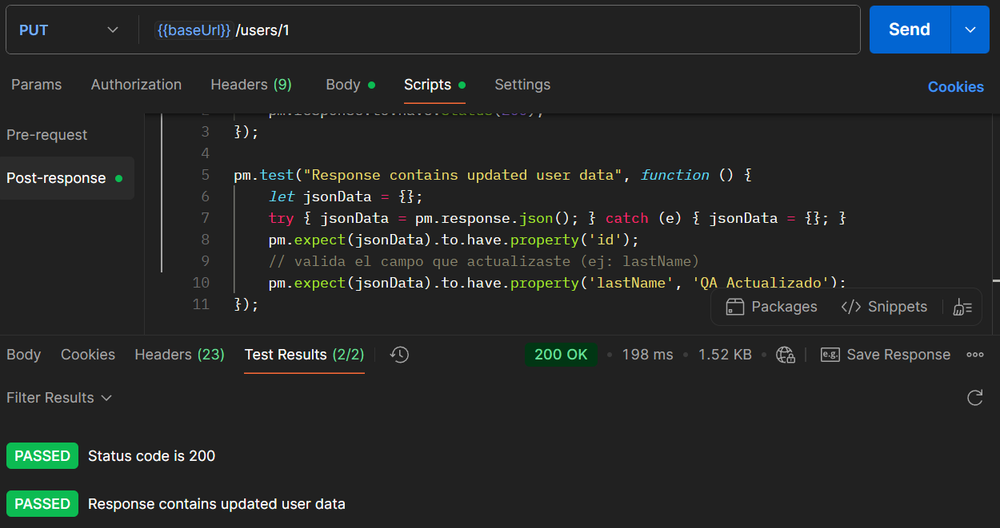 PUT {{baseUrl}} /users/1 Send
Params Authorization Headers (9) Body Scripts Settings Cookies
Pre-request
Post-response
2 pm.response.to.have.status(200);
3 });
4
5 pm.test("Response contains updated user data", function () {
6 let jsonData = {};
7 try { jsonData = pm.response.json(); } catch (e) { jsonData = {}; }
8 pm.expect(jsonData).to.have.property('id');
9 // valida el campo que actualizaste (ej: lastName)
10 pm.expect(jsonData).to.have.property('lastName', 'QA Actualizado');
11 });
Packages </> Snippets
Body Cookies Headers (23) Test Results (2/2) 200 OK 198 ms 1.52 KB e.g. Save Response
Filter Results
PASSED Status code is 200
PASSED Response contains updated user data